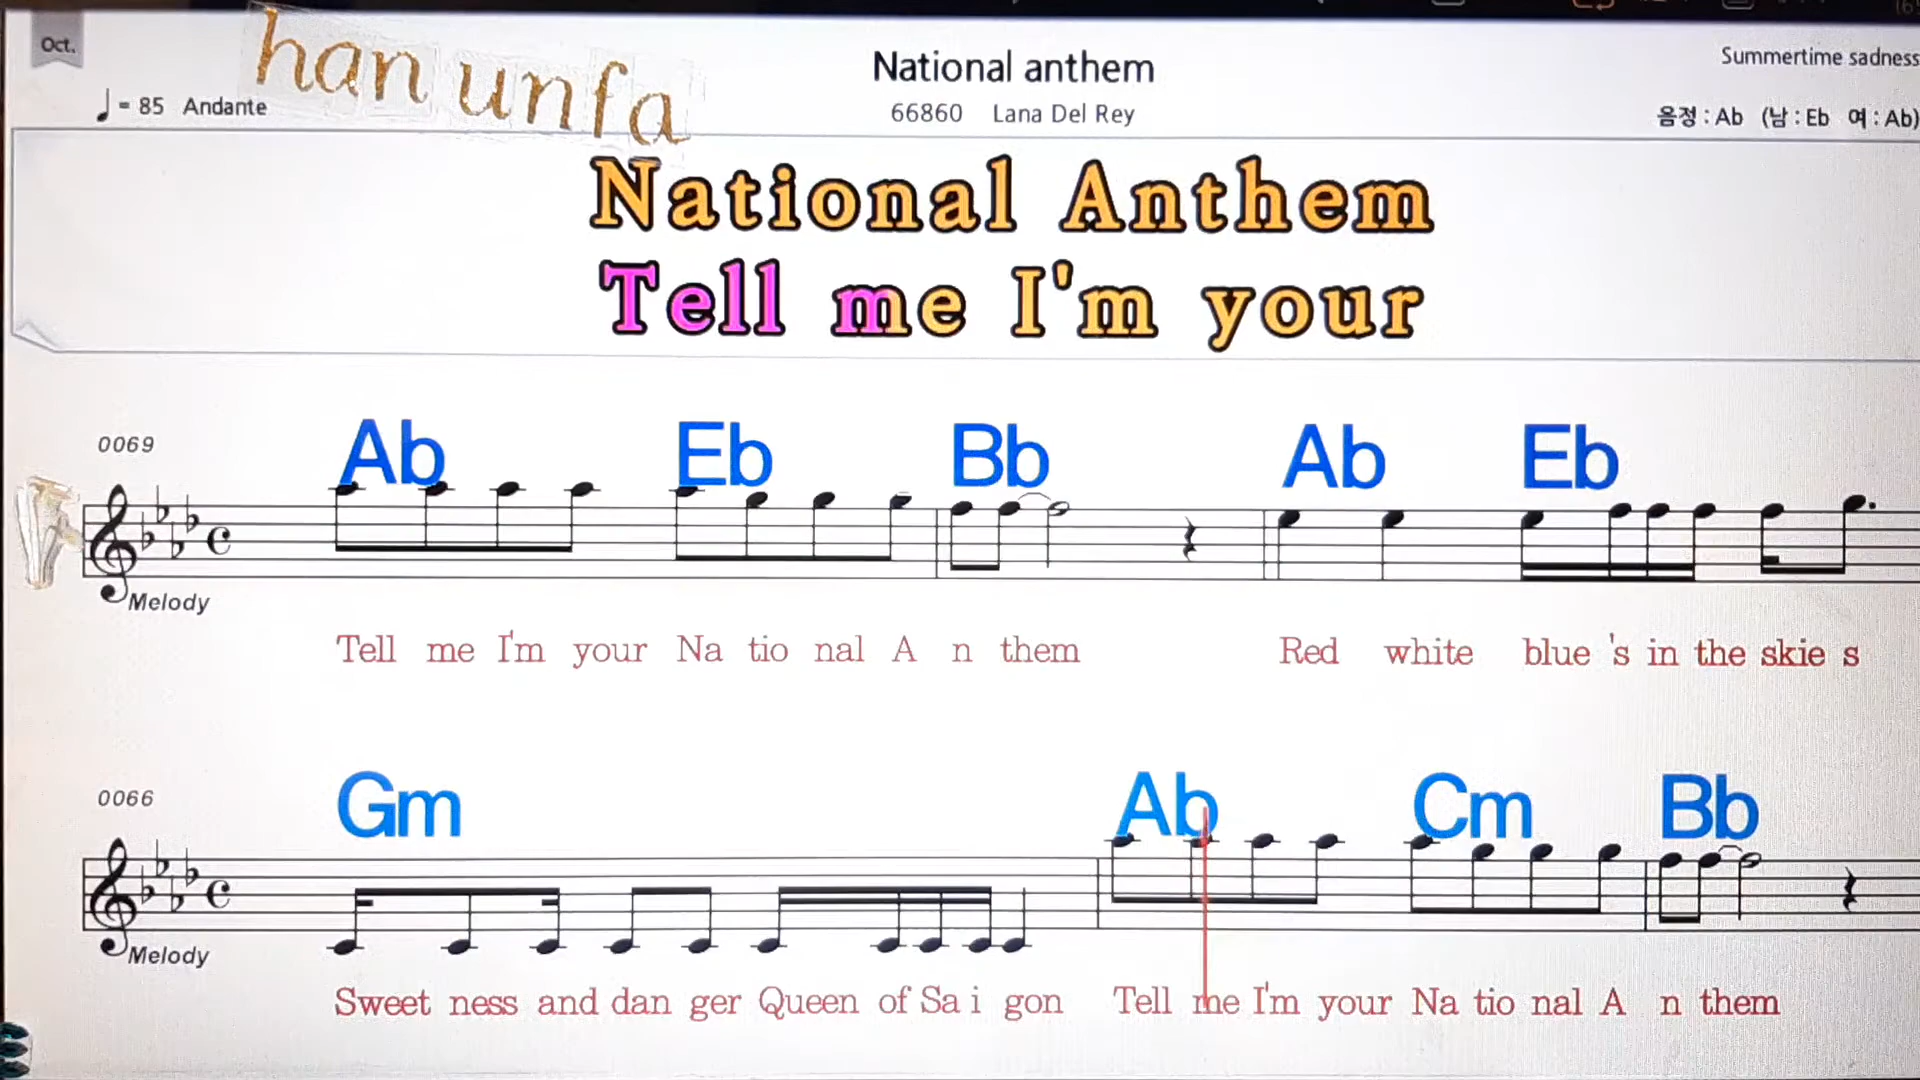 Oct.
han unfa
National anthem
Summertime sadness
♩ = 85 Andante
66860 Lana Del Rey
음정 : Ab (남 : Eb 여 : Ab)
National Anthem
Tell me I'm your
0069
Ab Eb Bb Ab Eb
Melody
Tell me I'm your Na tio nal A n them Red white blue 's in the skie s
0066
Gm Ab Cm Bb
Melody
Sweet ness and dan ger Queen of Sa i gon Tell me I'm your Na tio nal A n them